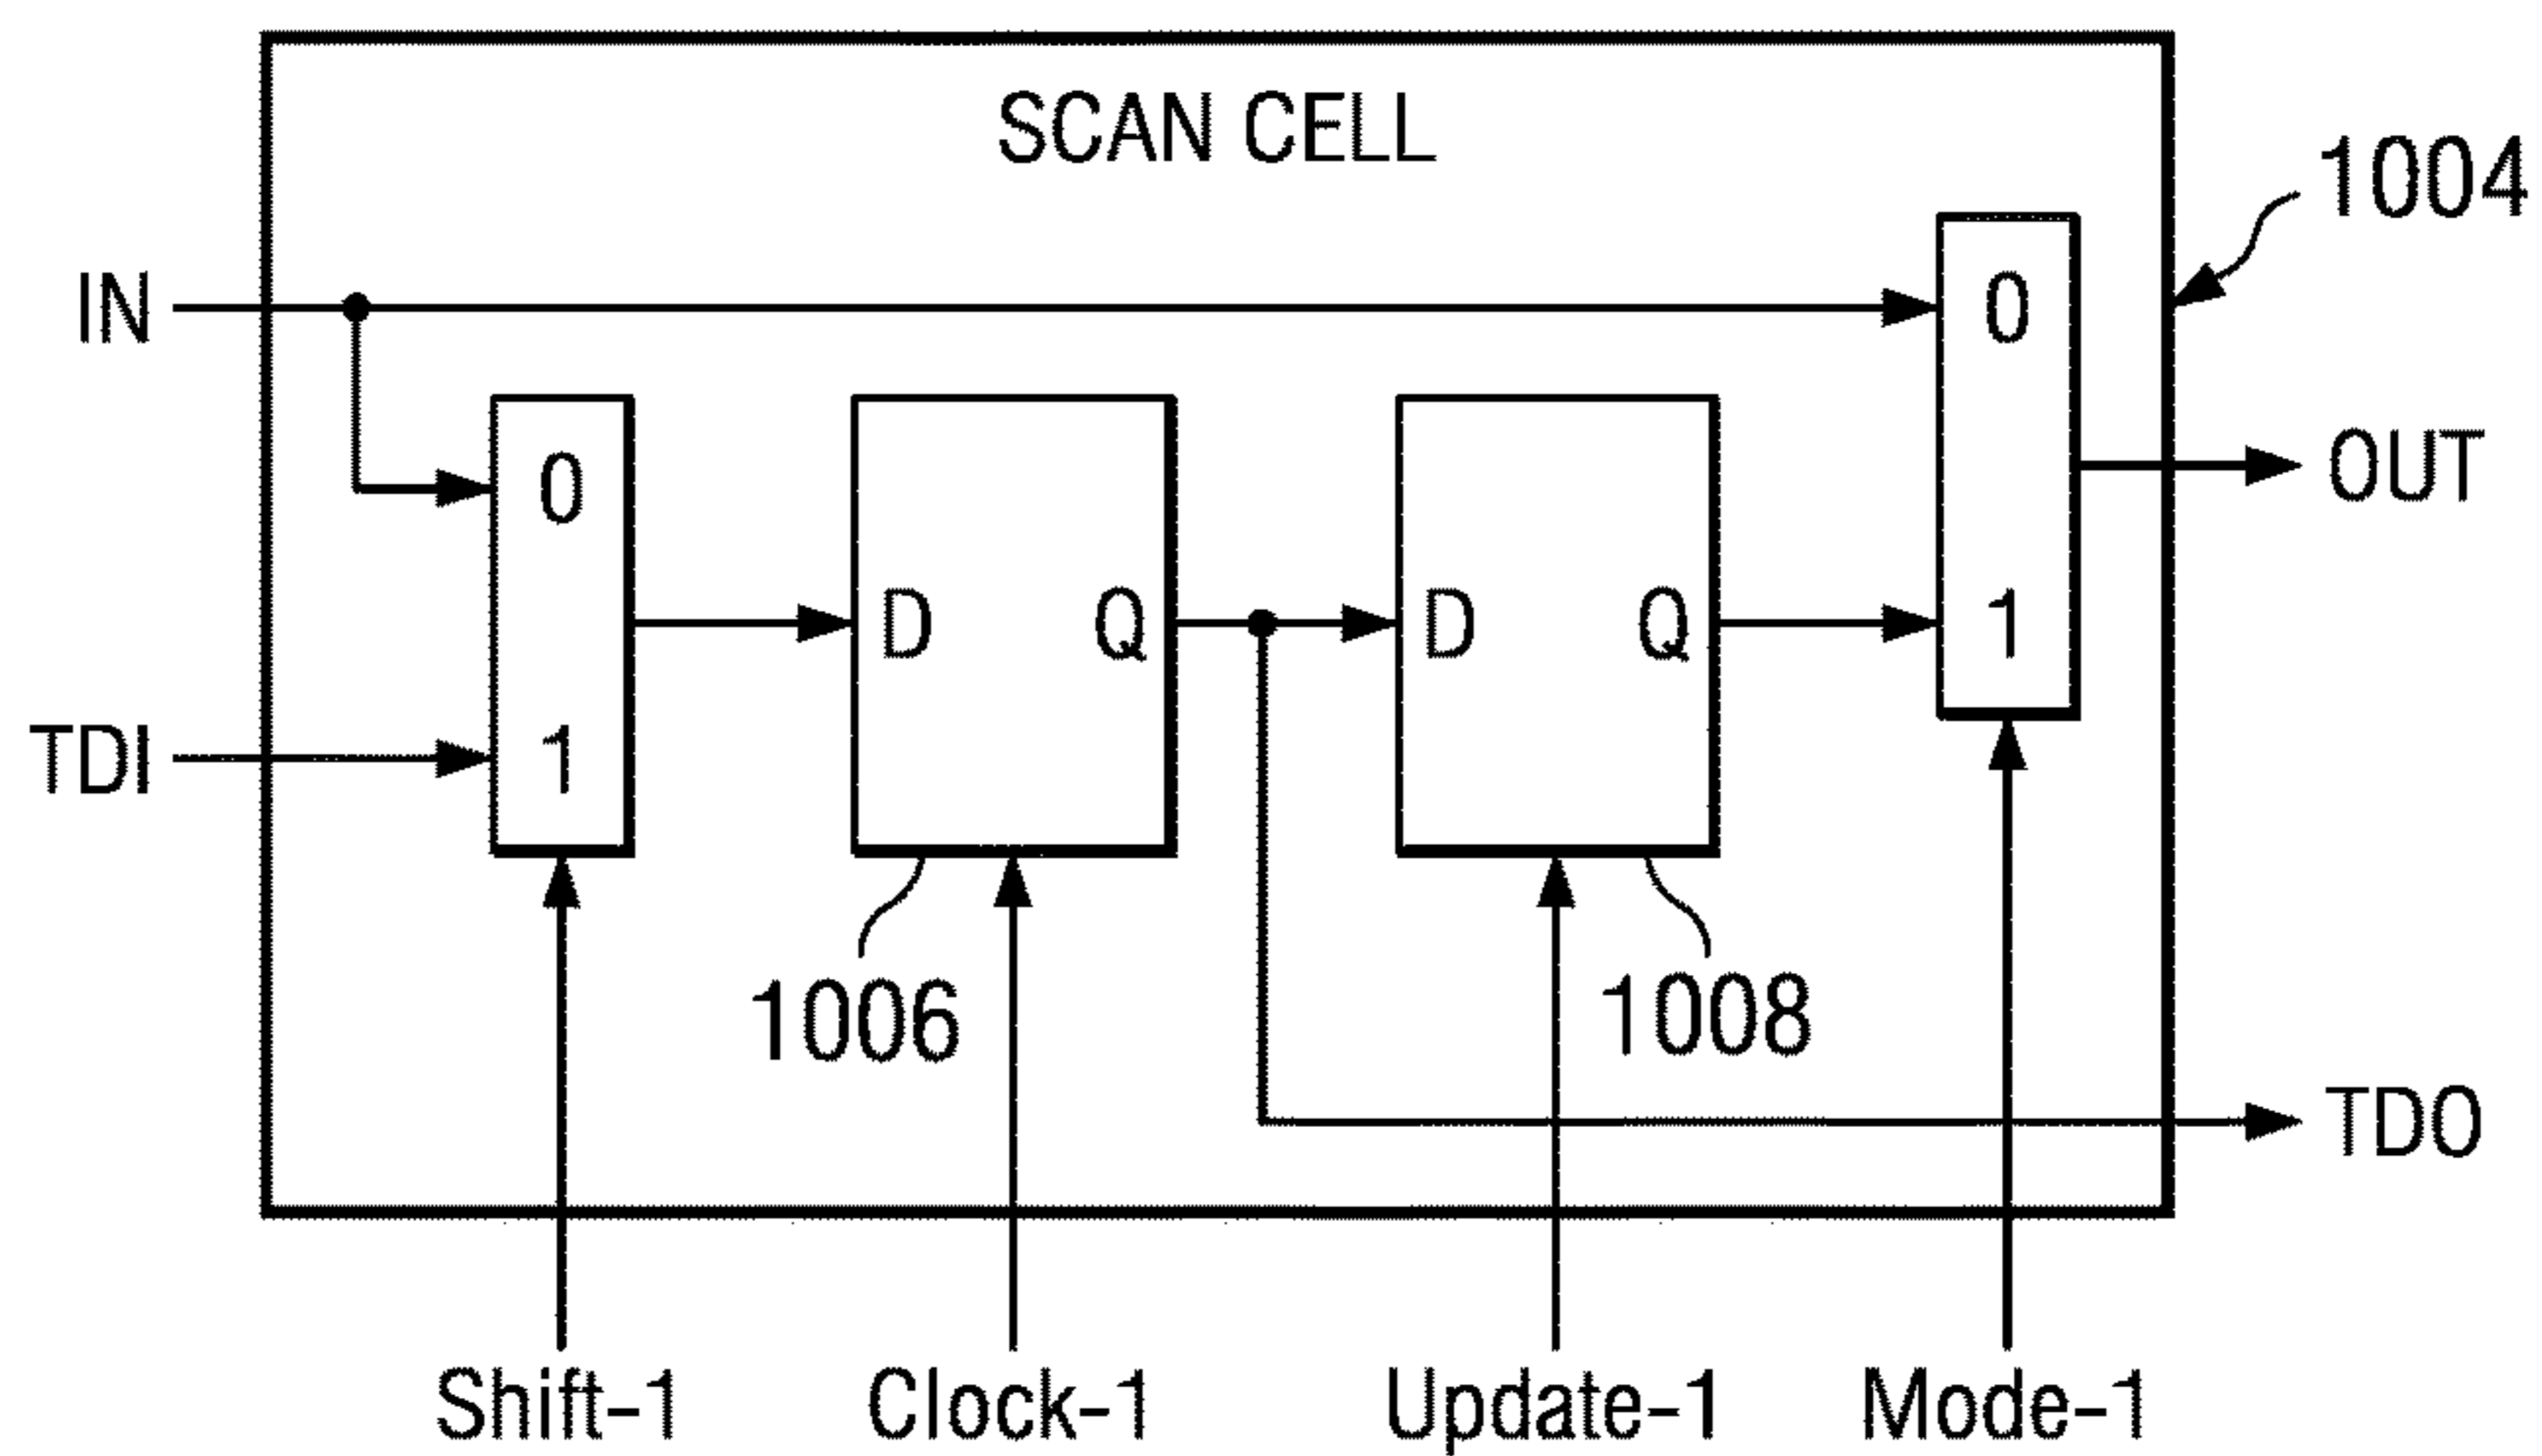 SCAN CELL
1004
IN
0
0
OUT
D Q
D Q
1
TDI
1
1006
1008
TDO
Shift-1
Clock-1
Update-1
Mode-1